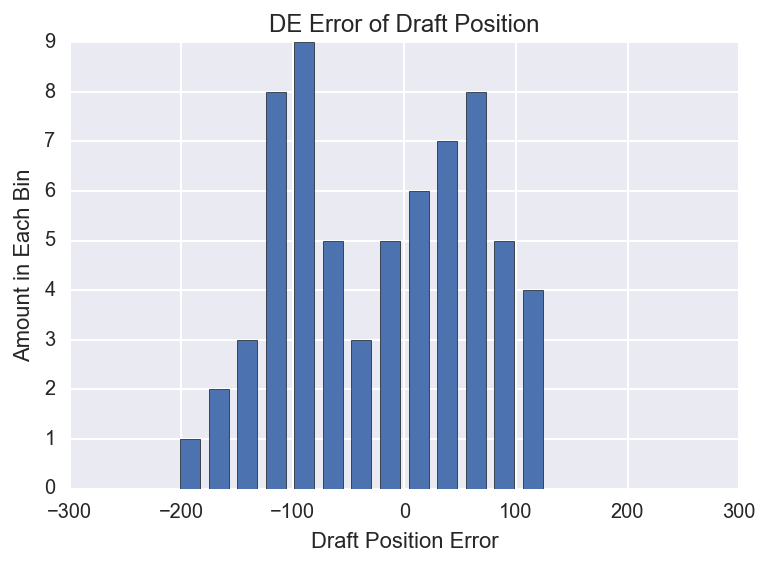 DE Error of Draft Position
Amount in Each Bin
9
8
7
6
5
4
3
2
1
0
−300 −200 −100 0 100 200 300
Draft Position Error